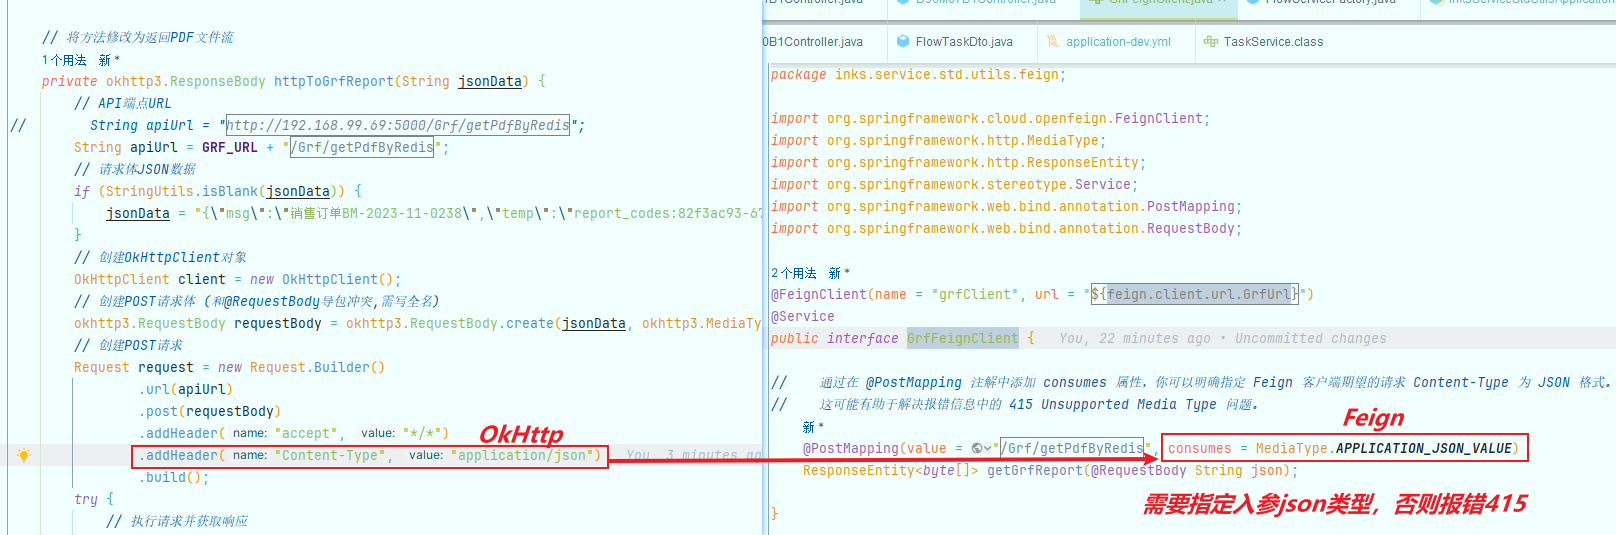 // 将方法修改为返回PDF文件流
1个用法 新 *
private okhttp3.ResponseBody httpToGrfReport(String jsonData) {
// API端点URL
// String apiUrl = "http://192.168.99.69:5000/Grf/getPdfByRedis";
String apiUrl = GRF_URL + "/Grf/getPdfByRedis";
// 请求体JSON数据
if (StringUtils.isBlank(jsonData)) {
jsonData = "{\"msg\":\"销售订单BM-2023-11-0238\",\"temp\":\"report_codes:82f3ac93-67
}
// 创建OkHttpClient对象
OkHttpClient client = new OkHttpClient();
// 创建POST请求体 (和@RequestBody导包冲突,需写全名)
okhttp3.RequestBody requestBody = okhttp3.RequestBody.create(jsonData, okhttp3.MediaTy
// 创建POST请求
Request request = new Request.Builder()
.url(apiUrl)
.post(requestBody)
.addHeader( name: "accept", value: "*/*")
OkHttp
.addHeader( name: "Content-Type", value: "application/json") You, 3 minutes ag
.build();
try {
// 执行请求并获取响应
B1Controller.java
GrfFeignClient.java
FlowServiceFactory.java
0B1Controller.java
FlowTaskDto.java
application-dev.yml
TaskService.class
package inks.service.std.utils.feign;
import org.springframework.cloud.openfeign.FeignClient;
import org.springframework.http.MediaType;
import org.springframework.http.ResponseEntity;
import org.springframework.stereotype.Service;
import org.springframework.web.bind.annotation.PostMapping;
import org.springframework.web.bind.annotation.RequestBody;
2个用法 新 *
@FeignClient(name = "grfClient", url = "${feign.client.url.GrfUrl}")
@Service
public interface GrfFeignClient { You, 22 minutes ago • Uncommitted changes
// 通过在 @PostMapping 注解中添加 consumes 属性，你可以明确指定 Feign 客户端期望的请求 Content-Type 为 JSON 格式。
// 这可能有助于解决报错信息中的 415 Unsupported Media Type 问题。
Feign
新 *
@PostMapping(value = "/Grf/getPdfByRedis", consumes = MediaType.APPLICATION_JSON_VALUE)
ResponseEntity<byte[]> getGrfReport(@RequestBody String json);
需要指定入参json类型，否则报错415
}